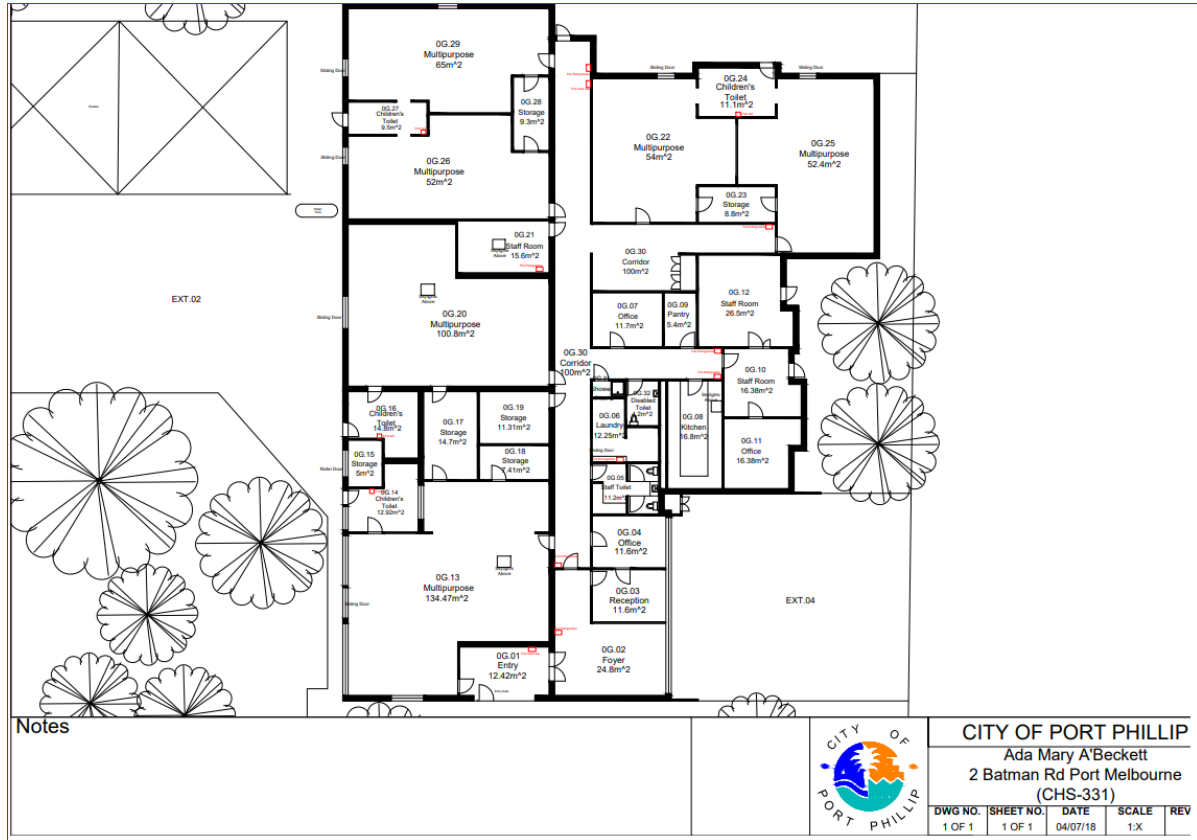 0G.29
Multipurpose
65m^2
Sliding Door
0G.28
Storage
9.3m^2
0G.27
Children's
Toilet
9.5m^2
Sliding Door
0G.26
Multipurpose
52m^2
0G.24
Children's
Toilet
11.1m^2
Sliding Door
Sliding Door
0G.22
Multipurpose
54m^2
0G.25
Multipurpose
52.4m^2
0G.23
Storage
8.8m^2
0G.21
Staff Room
15.6m^2
Skylights
Above
0G.30
Corridor
100m^2
EXT.02
Skylights
Above
Sliding Door
0G.20
Multipurpose
100.8m^2
0G.07
Office
11.7m^2
0G.09
Pantry
5.4m^2
0G.12
Staff Room
26.5m^2
0G.30
Corridor
100m^2
0G.10
Staff Room
16.38m^2
0G.16
Children's
Toilet
14.8m^2
0G.17
Storage
14.7m^2
0G.19
Storage
11.31m^2
0G.18
Storage
7.41m^2
0G.15
Storage
5m^2
Roller Door
0G.14
Children's
Toilet
12.92m^2
0G.32
Disabled
Toilet
0G.06
Laundry
12.25m^2
Sliding Door
0G.08
Kitchen
16.8m^2
0G.11
Office
16.38m^2
0G.05
Staff Toilet
11.2m^2
0G.04
Office
11.6m^2
0G.13
Multipurpose
134.47m^2
Skylights
Above
Sliding Door
0G.03
Reception
11.6m^2
EXT.04
0G.01
Entry
12.42m^2
0G.02
Foyer
24.8m^2
Notes
CITY OF
PORT PHILLIP
CITY OF PORT PHILLIP
Ada Mary A'Beckett
2 Batman Rd Port Melbourne
(CHS-331)
DWG NO. SHEET NO. DATE SCALE REV
1 OF 1 1 OF 1 04/07/18 1:X